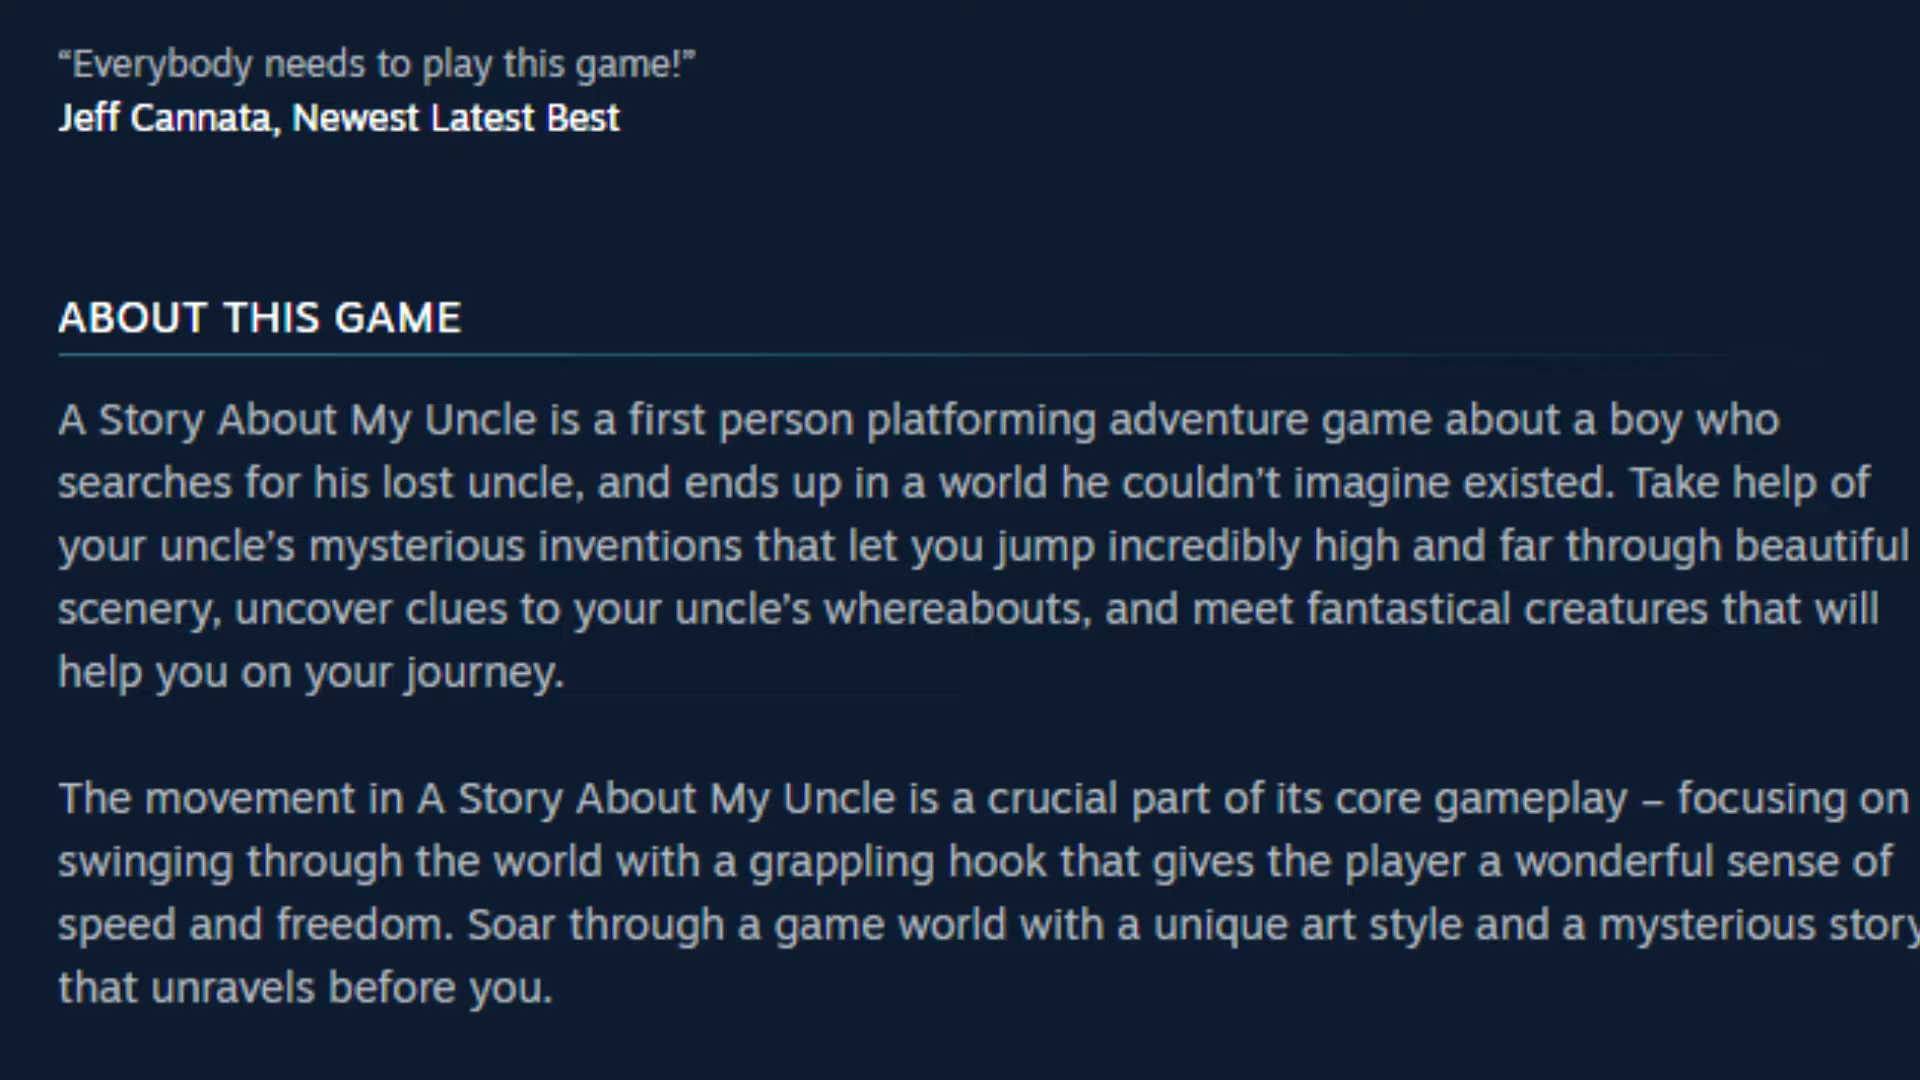 “Everybody needs to play this game!”
Jeff Cannata, Newest Latest Best
ABOUT THIS GAME
A Story About My Uncle is a first person platforming adventure game about a boy who
searches for his lost uncle, and ends up in a world he couldn’t imagine existed. Take help of
your uncle’s mysterious inventions that let you jump incredibly high and far through beautiful
scenery, uncover clues to your uncle’s whereabouts, and meet fantastical creatures that will
help you on your journey.
The movement in A Story About My Uncle is a crucial part of its core gameplay – focusing on
swinging through the world with a grappling hook that gives the player a wonderful sense of
speed and freedom. Soar through a game world with a unique art style and a mysterious story
that unravels before you.